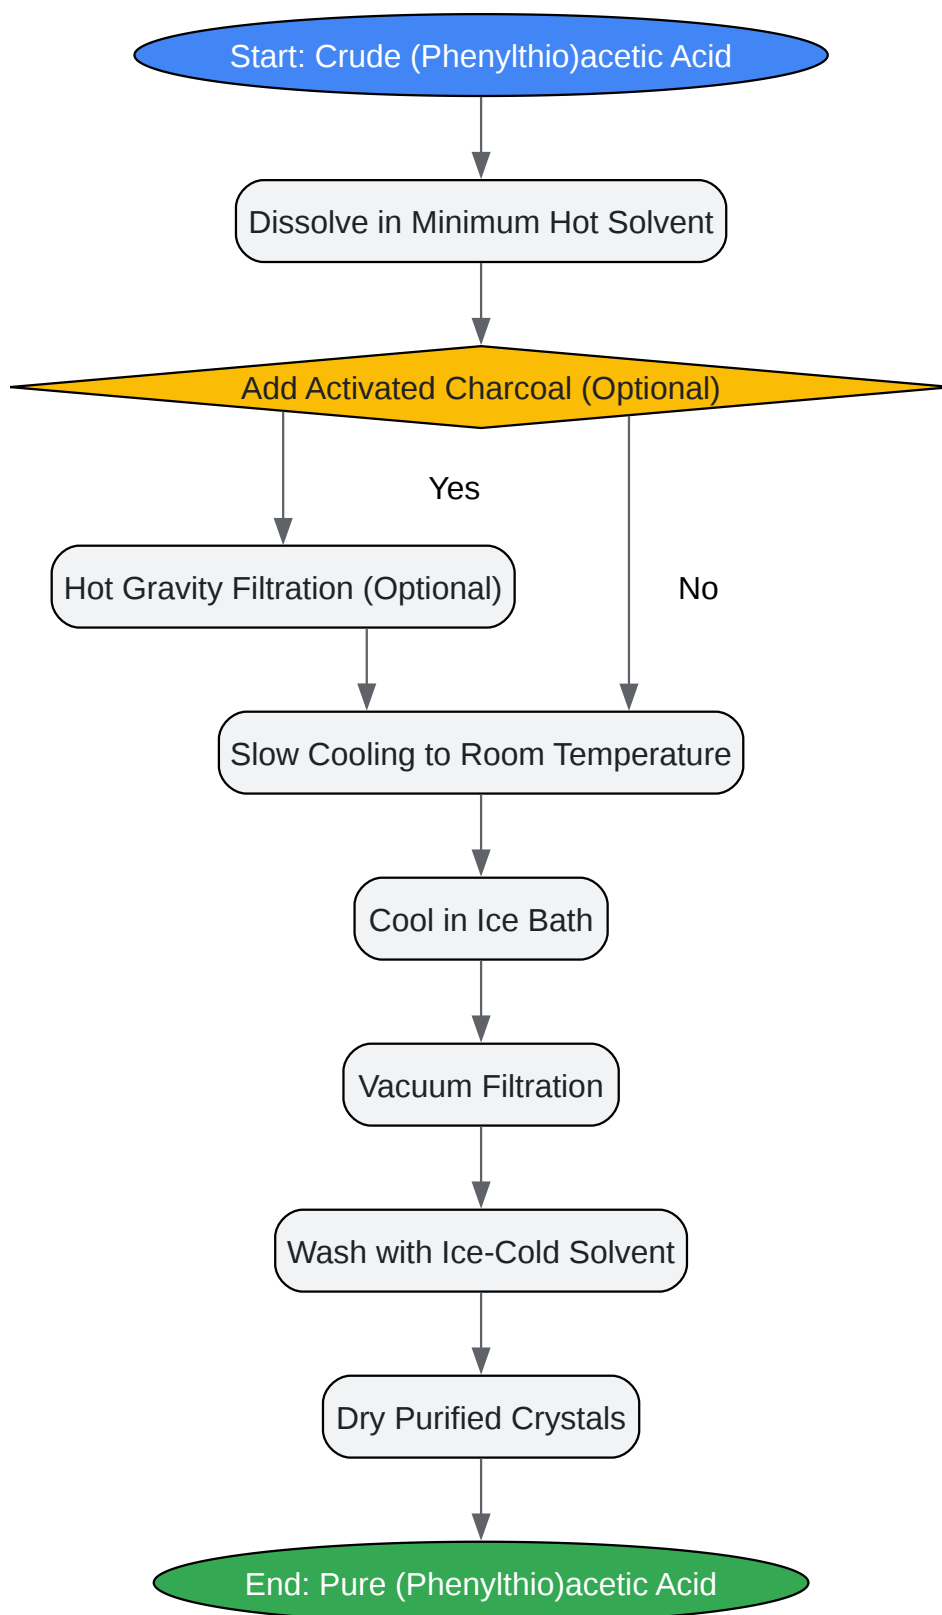 Start: Crude (Phenylthio)acetic Acid
Dissolve in Minimum Hot Solvent
Add Activated Charcoal (Optional)
Yes
Hot Gravity Filtration (Optional)
No
Slow Cooling to Room Temperature
Cool in Ice Bath
Vacuum Filtration
Wash with Ice-Cold Solvent
Dry Purified Crystals
End: Pure (Phenylthio)acetic Acid